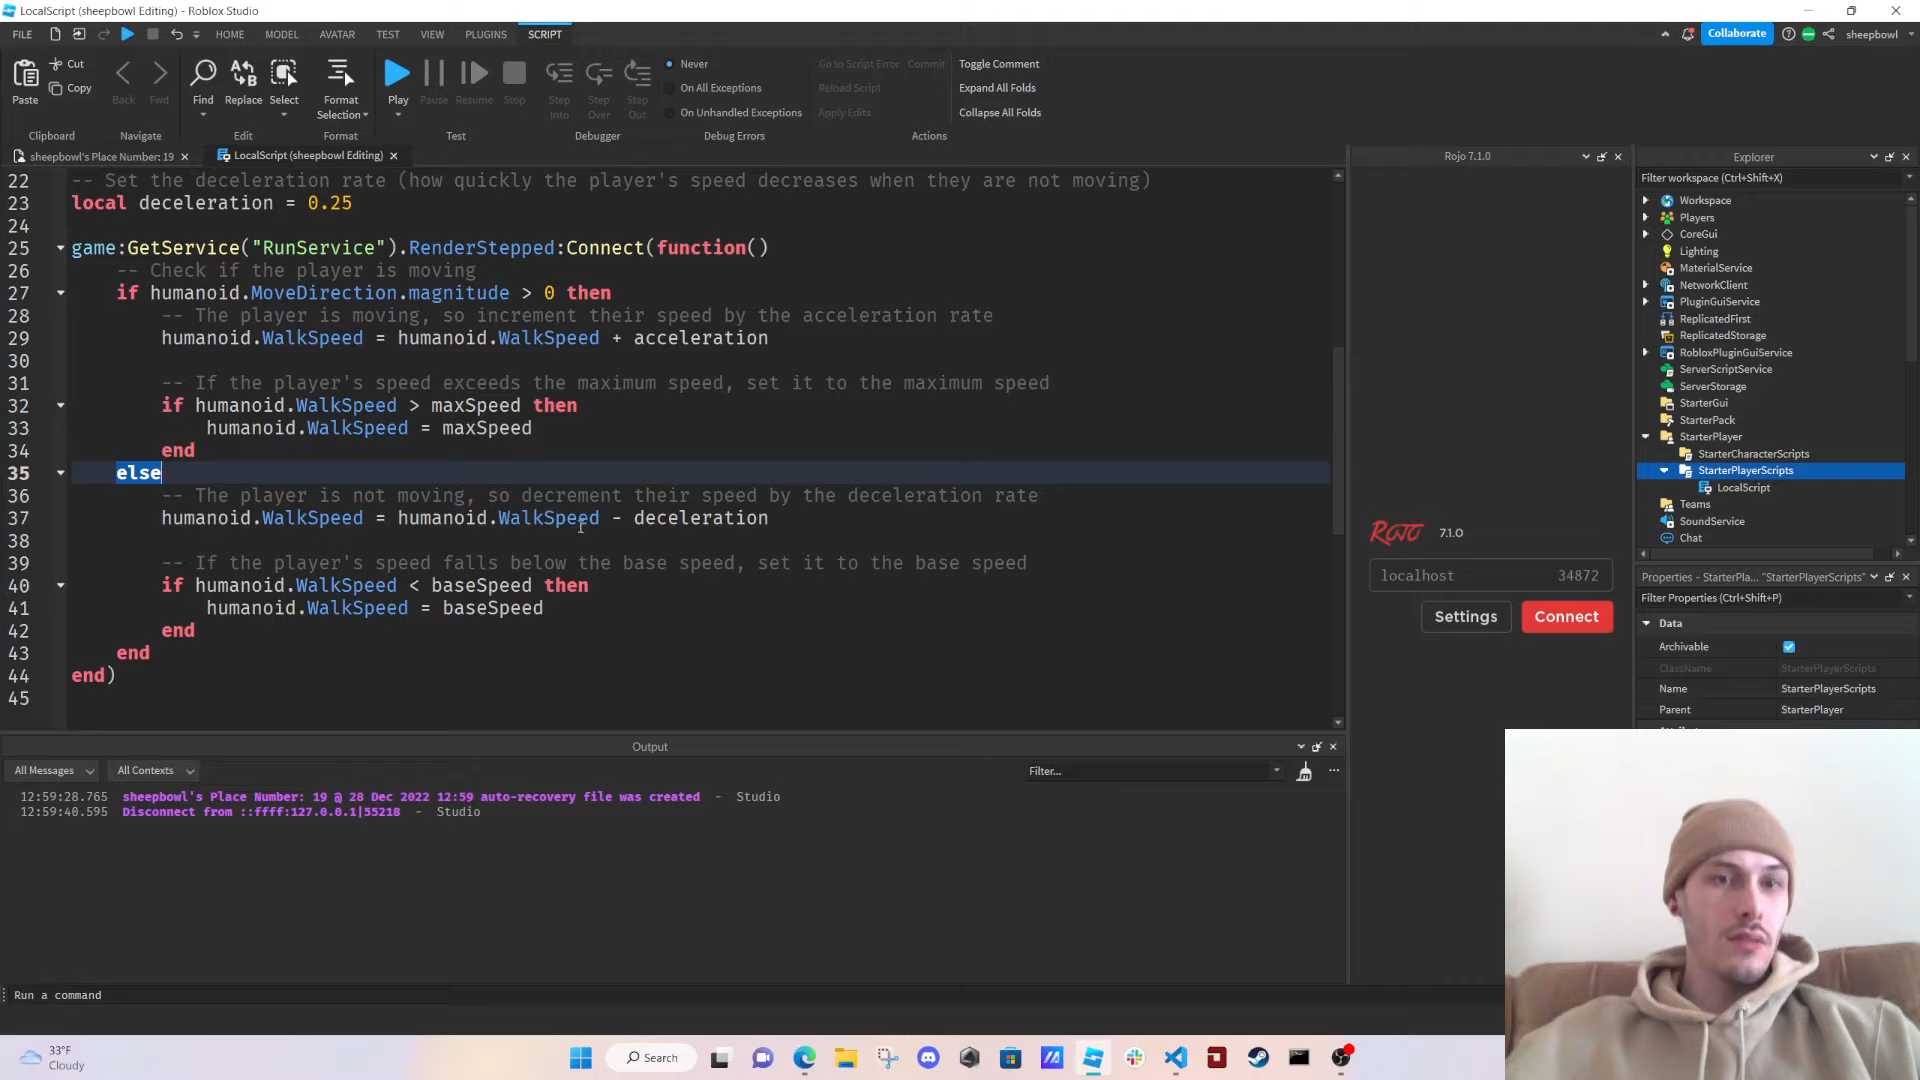 LocalScript (sheepbowl Editing) - Roblox Studio
FILE HOME MODEL AVATAR TEST VIEW PLUGINS SCRIPT Collaborate sheepbowl
Paste Cut Copy Back Fwd Find Replace Select Format Selection Play Pause Resume Stop Step Into Step Over Step Out
Never Go to Script Error Commit Toggle Comment
On All Exceptions Reload Script Expand All Folds
On Unhandled Exceptions Apply Edits Collapse All Folds
Clipboard Navigate Edit Format Test Debugger Debug Errors Actions
sheepbowl's Place Number: 19 LocalScript (sheepbowl Editing)
22 -- Set the deceleration rate (how quickly the player's speed decreases when they are not moving)
23 local deceleration = 0.25
24
25 game:GetService("RunService").RenderStepped:Connect(function()
26 -- Check if the player is moving
27 if humanoid.MoveDirection.magnitude > 0 then
28 -- The player is moving, so increment their speed by the acceleration rate
29 humanoid.WalkSpeed = humanoid.WalkSpeed + acceleration
30
31 -- If the player's speed exceeds the maximum speed, set it to the maximum speed
32 if humanoid.WalkSpeed > maxSpeed then
33 humanoid.WalkSpeed = maxSpeed
34 end
35 else
36 -- The player is not moving, so decrement their speed by the deceleration rate
37 humanoid.WalkSpeed = humanoid.WalkSpeed - deceleration
38
39 -- If the player's speed falls below the base speed, set it to the base speed
40 if humanoid.WalkSpeed < baseSpeed then
41 humanoid.WalkSpeed = baseSpeed
42 end
43 end
44 end)
45
Rojo 7.1.0
ROJO 7.1.0
localhost 34872
Settings Connect
Explorer
Filter workspace (Ctrl+Shift+X)
Workspace
Players
CoreGui
Lighting
MaterialService
NetworkClient
PluginGuiService
ReplicatedFirst
ReplicatedStorage
RobloxPluginGuiService
ServerScriptService
ServerStorage
StarterGui
StarterPack
StarterPlayer
StarterCharacterScripts
StarterPlayerScripts
LocalScript
Teams
SoundService
Chat
Properties - StarterPla... "StarterPlayerScripts"
Filter Properties (Ctrl+Shift+P)
Data
Archivable
ClassName StarterPlayerScripts
Name StarterPlayerScripts
Parent StarterPlayer
Output
All Messages All Contexts Filter...
12:59:28.765 sheepbowl's Place Number: 19 @ 28 Dec 2022 12:59 auto-recovery file was created - Studio
12:59:40.595 Disconnect from ::ffff:127.0.0.1|55218 - Studio
Run a command
33°F
Cloudy
Search